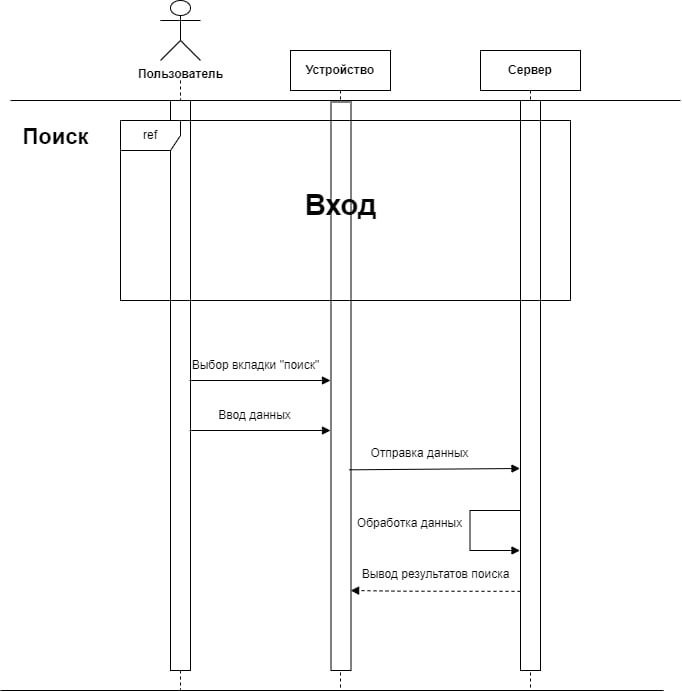 Пользователь
Устройство
Сервер
Поиск
ref
Вход
Выбор вкладки "поиск"
Ввод данных
Отправка данных
Обработка данных
Вывод результатов поиска